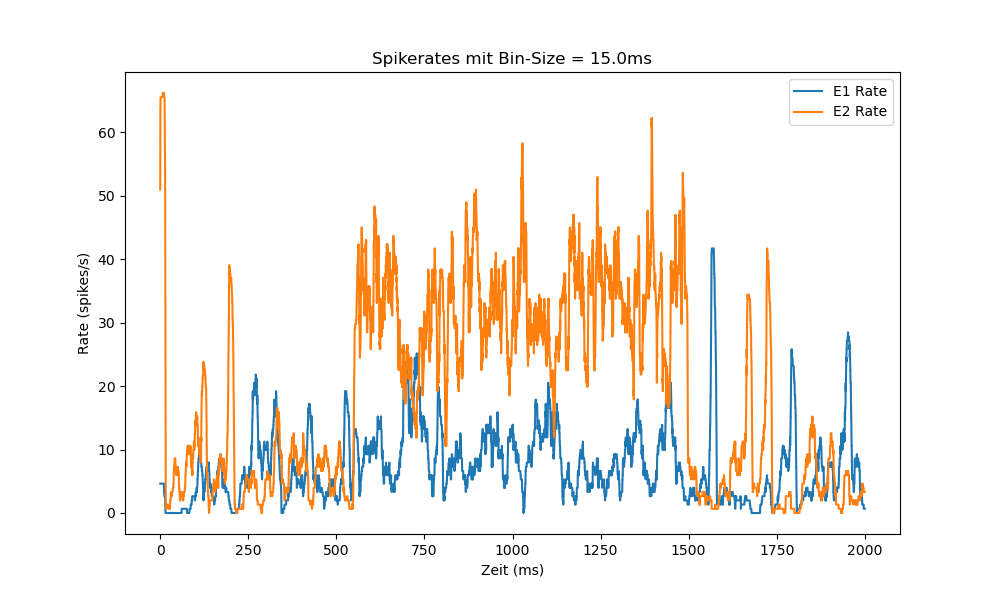 Spikerates mit Bin-Size = 15.0ms
E1 Rate
E2 Rate
Rate (spikes/s)
60
50
40
30
20
10
0
0 250 500 750 1000 1250 1500 1750 2000
Zeit (ms)